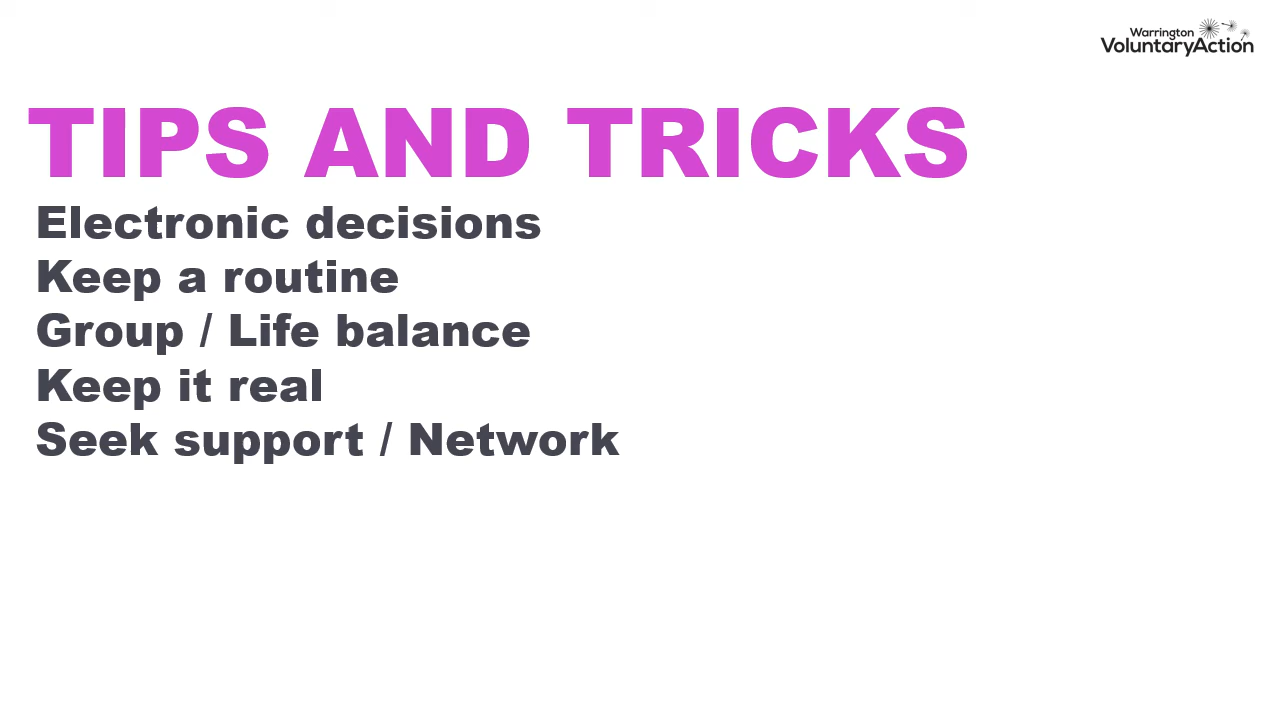 Warrington
VoluntaryAction
TIPS AND TRICKS
Electronic decisions
Keep a routine
Group / Life balance
Keep it real
Seek support / Network